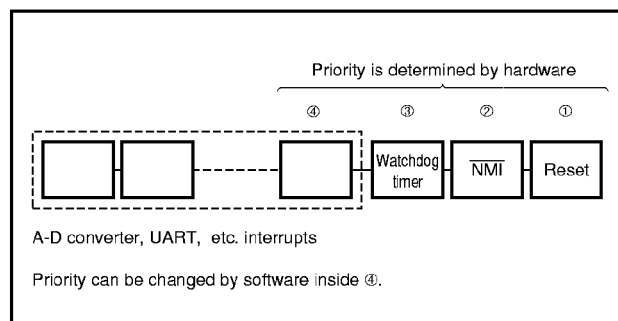 Priority is determined by hardware
④ ③ ② ①
Watchdog
timer
N̅M̅I̅
Reset
A-D converter, UART, etc. interrupts
Priority can be changed by software inside ④.